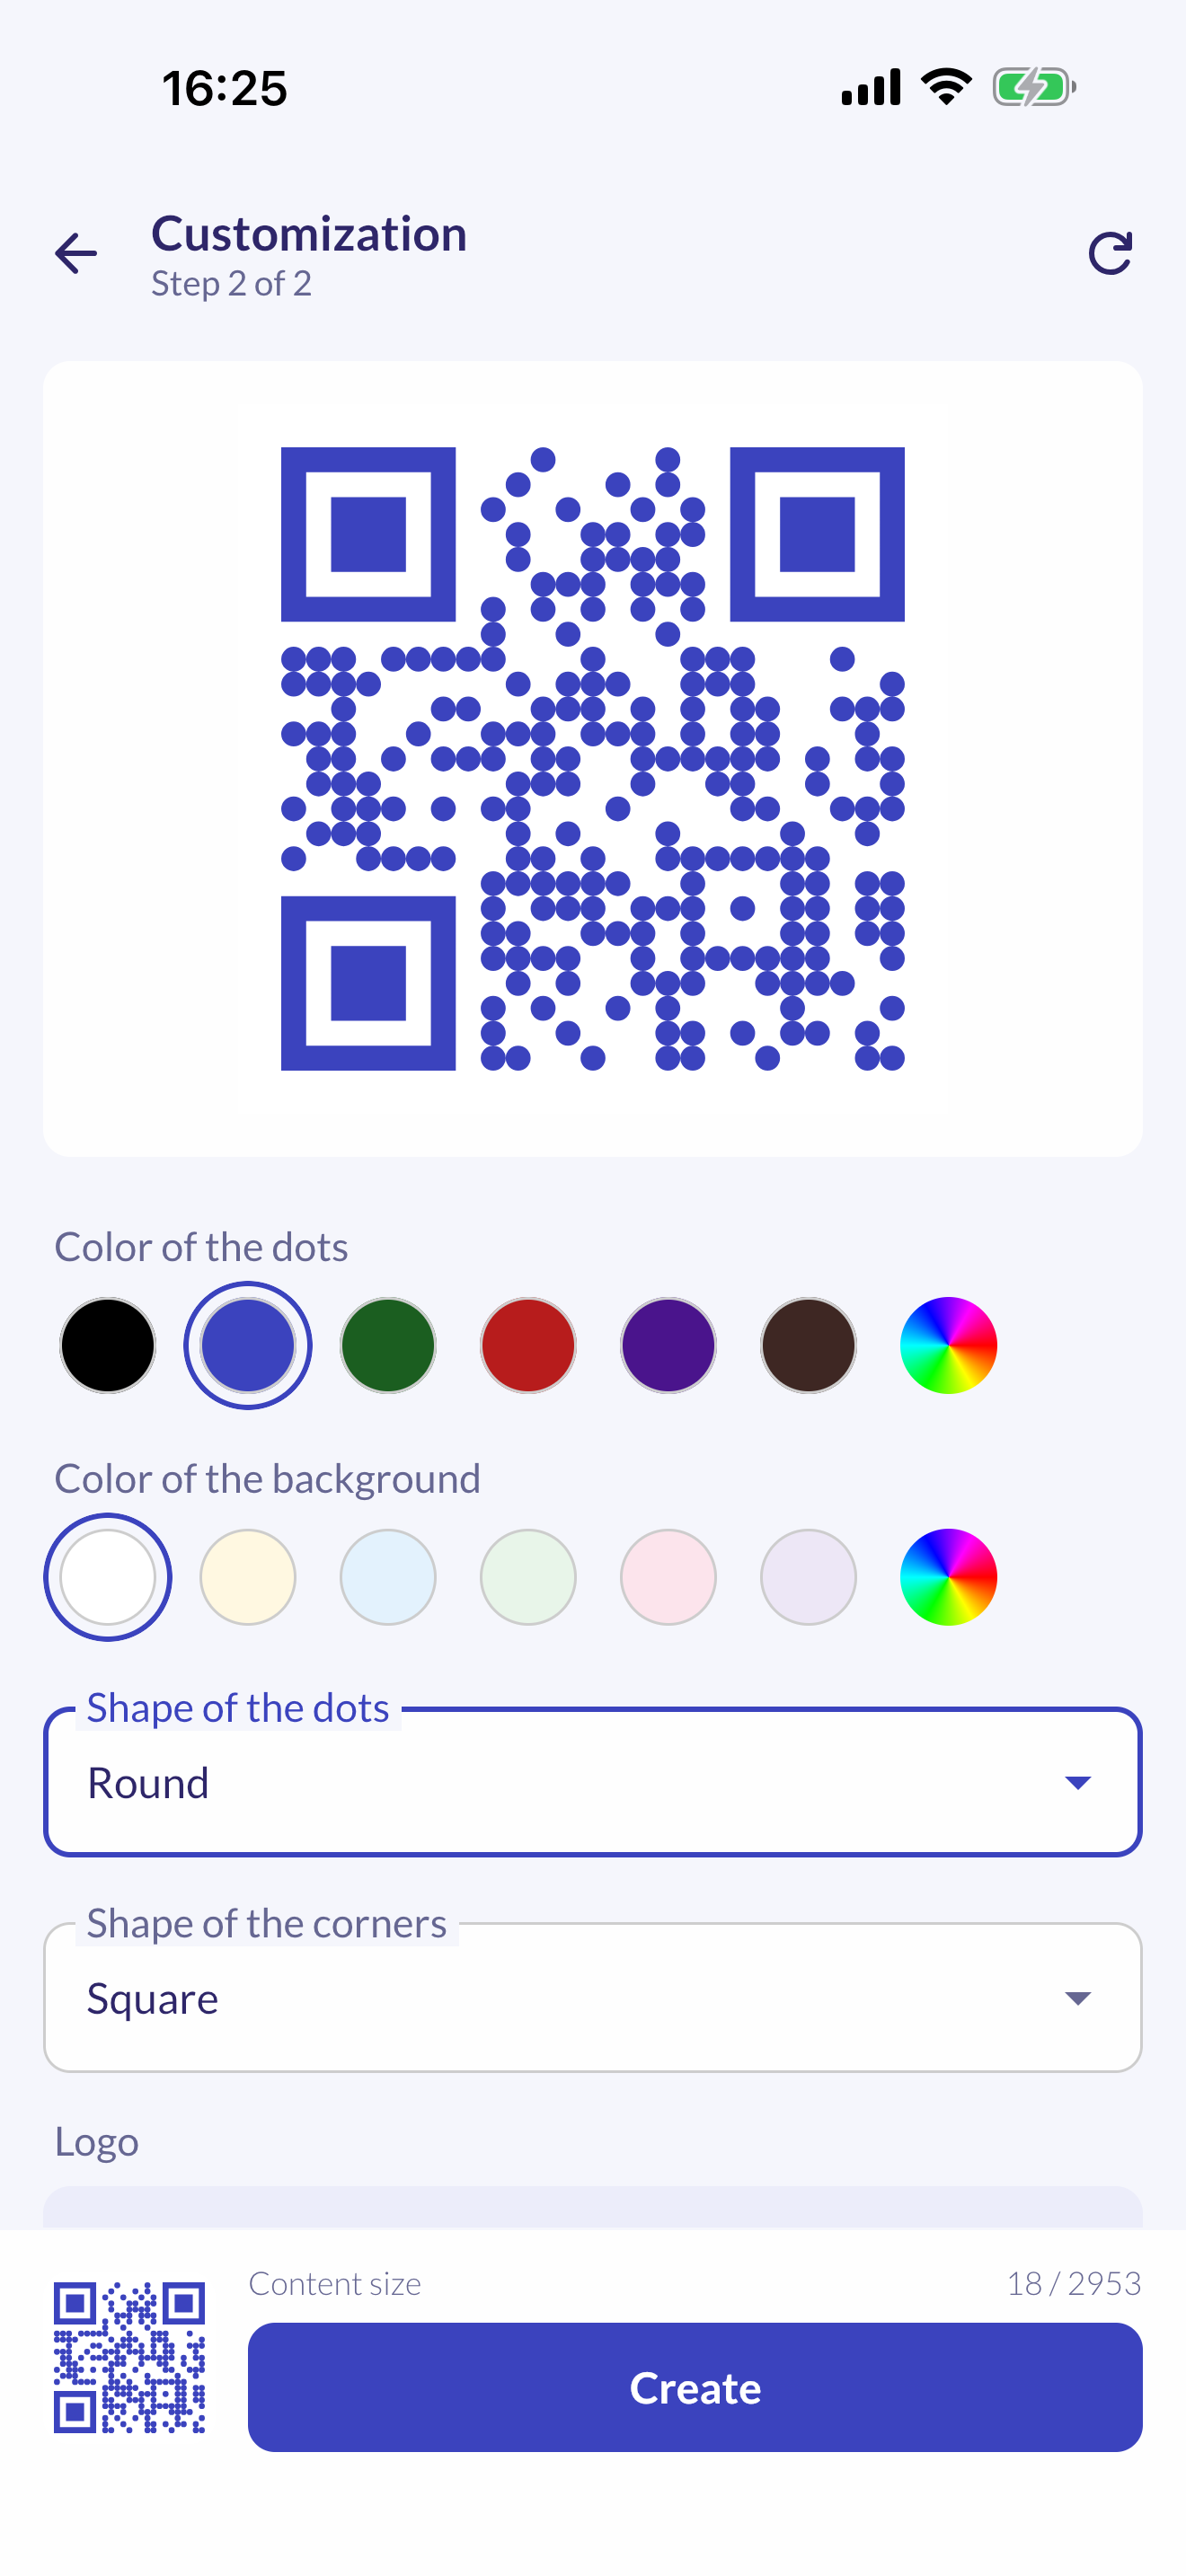 16:25
Customization
Step 2 of 2
Color of the dots
Color of the background
Shape of the dots
Round
Shape of the corners
Square
Logo
Content size 18 / 2953
Create